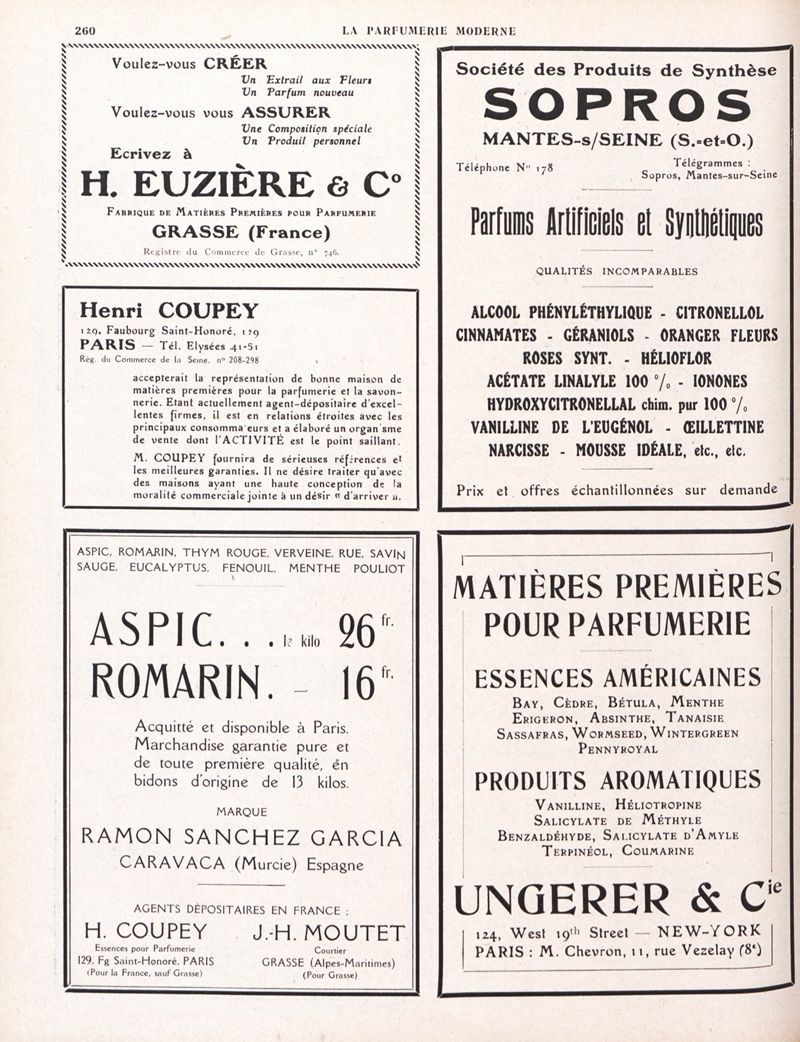 260
LA PARFUMERIE MODERNE
Voulez-vous CRÉER
Un Extrait aux Fleurs
Un Parfum nouveau
Voulez-vous vous ASSURER
Une Composition spéciale
Un Produit personnel
Ecrivez à
H. EUZIÈRE & Cº
FABRIQUE DE MATIÈRES PREMIÈRES POUR PARFUMERIE
GRASSE (France)
Registre du Commerce de Grasse, nº 746.
Henri COUPEY
129, Faubourg Saint-Honoré, 129
PARIS — Tél. Elysées 41-51
Rég. du Commerce de la Seine, nº 208-298
accepterait la représentation de bonne maison de
matières premières pour la parfumerie et la savon-
nerie. Etant actuellement agent-dépositaire d'excel-
lentes firmes, il est en relations étroites avec les
principaux consomma eurs et a élaboré un organ sme
de vente dont l'ACTIVITÉ est le point saillant.
M. COUPEY fournira de sérieuses références et
les meilleures garanties. Il ne désire traiter qu'avec
des maisons ayant une haute conception de la
moralité commerciale jointe à un désir « d'arriver ».
ASPIC, ROMARIN, THYM ROUGE, VERVEINE, RUE, SAVIN
SAUGE, EUCALYPTUS, FENOUIL, MENTHE POULIOT
ASPIC. . . le kilo 26 fr.
ROMARIN. – 16 fr.
Acquitté et disponible à Paris.
Marchandise garantie pure et
de toute première qualité, én
bidons d'origine de 13 kilos.
MARQUE
RAMON SANCHEZ GARCIA
CARAVACA (Murcie) Espagne
AGENTS DÉPOSITAIRES EN FRANCE :
H. COUPEY
Essences pour Parfumerie
129, Fg Saint-Honoré, PARIS
(Pour la France, sauf Grasse)
J.-H. MOUTET
Courtier
GRASSE (Alpes-Maritimes)
(Pour Grasse)
Société des Produits de Synthèse
SOPROS
MANTES-s/SEINE (S.-et-O.)
Téléphone Nº 178
Télégrammes :
Sopros, Mantes-sur-Seine
Parfums Artificiels et Synthétiques
QUALITÉS INCOMPARABLES
ALCOOL PHÉNYLÉTHYLIQUE - CITRONELLOL
CINNAMATES - GÉRANIOLS - ORANGER FLEURS
ROSES SYNT. - HÉLIOFLOR
ACÉTATE LINALYLE 100 % - IONONES
HYDROXYCITRONELLAL chim. pur 100 %
VANILLINE DE L'EUGÉNOL - ŒILLETTINE
NARCISSE - MOUSSE IDÉALE, etc., etc.
Prix et offres échantillonnées sur demande
MATIÈRES PREMIÈRES
POUR PARFUMERIE
ESSENCES AMÉRICAINES
BAY, CÈDRE, BÉTULA, MENTHE
ERIGERON, ABSINTHE, TANAISIE
SASSAFRAS, WORMSEED, WINTERGREEN
PENNYROYAL
PRODUITS AROMATIQUES
VANILLINE, HÉLIOTROPINE
SALICYLATE DE MÉTHYLE
BENZALDÉHYDE, SALICYLATE D'AMYLE
TERPINÉOL, COUMARINE
UNGERER & Cie
124, West 19th Street — NEW-YORK
PARIS : M. Chevron, 11, rue Vezelay (8e)